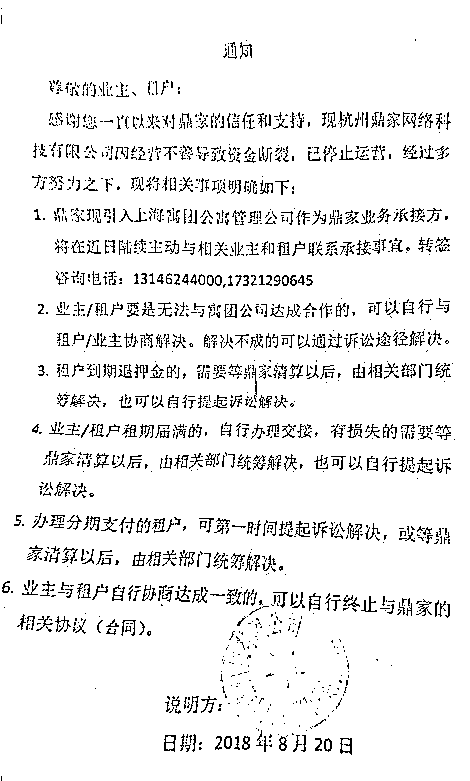 通知
尊敬的业主、租户：
感谢您一直以来对鼎家的信任和支持，现杭州鼎家网络科
技有限公司因经营不善导致资金断裂，已停止运营，经过多
方努力之下，现将相关事项明确如下：
1. 鼎家现引入上海寓团公寓管理公司作为鼎家业务承接方，
将在近日陆续主动与相关业主和租户联系承接事宜，转签
咨询电话：13146244000,17321290645
2. 业主/租户要是无法与寓团公司达成合作的，可以自行与
租户/业主协商解决。解决不成的可以通过诉讼途径解决。
3. 租户到期退押金的，需要等鼎家清算以后，由相关部门统
筹解决，也可以自行提起诉讼解决。
4. 业主/租户租期届满的，自行办理交接，有损失的需要等
鼎家清算以后，由相关部门统筹解决，也可以自行提起诉
讼解决。
5. 办理分期支付的租户，可第一时间提起诉讼解决，或等鼎
家清算以后，由相关部门统筹解决。
6. 业主与租户自行协商达成一致的，可以自行终止与鼎家的
相关协议（合同）。
公司
说明方：
日期：2018 年 8 月 20 日